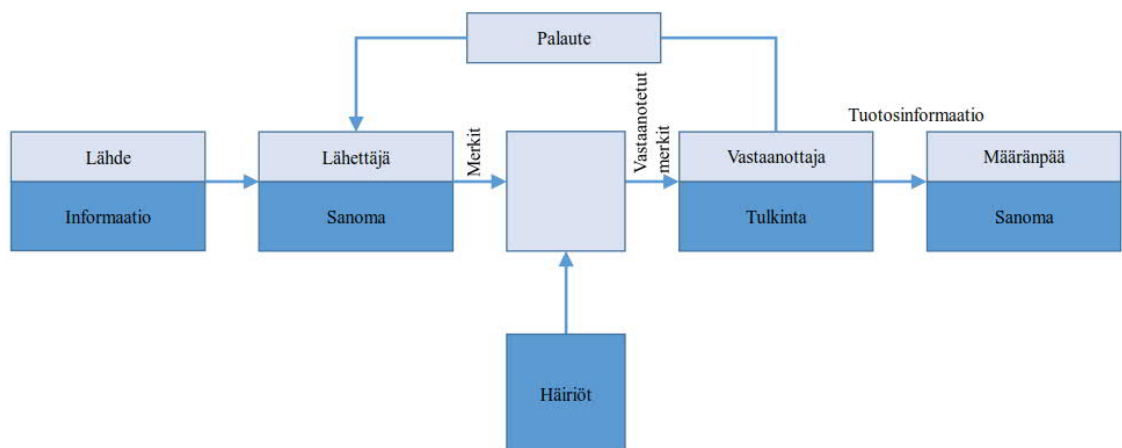 Palaute
Tuotosinformaatio
Lähde
Lähettäjä
Merkit
Vastaanotetut
merkit
Vastaanottaja
Määränpää
Informaatio
Sanoma
Tulkinta
Sanoma
Häiriöt